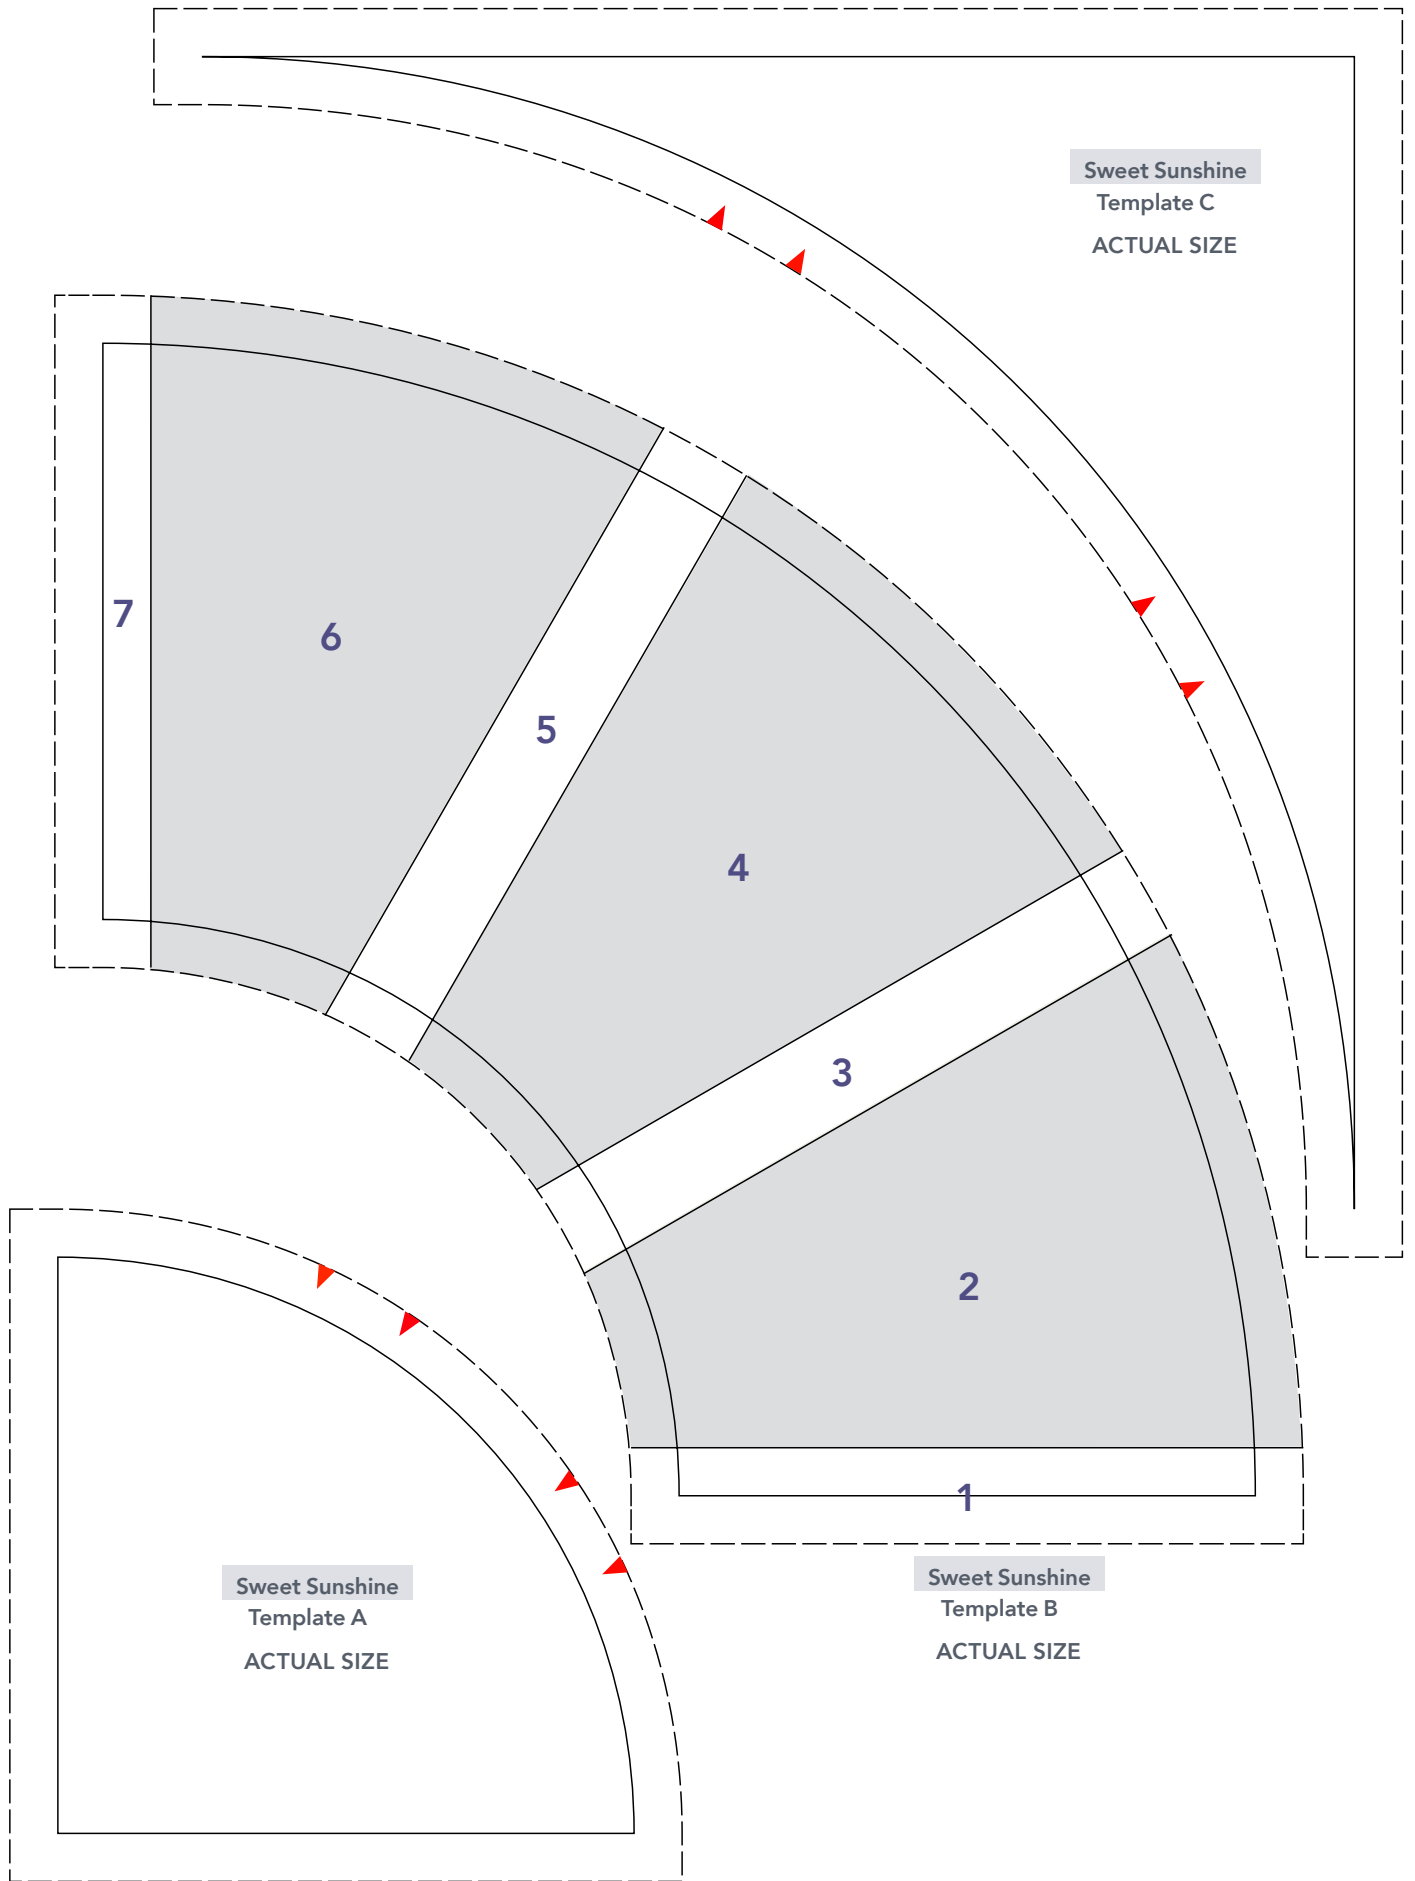 Sweet Sunshine
Template C
ACTUAL SIZE
7
6
5
4
3
2
1
Sweet Sunshine
Template B
ACTUAL SIZE
Sweet Sunshine
Template A
ACTUAL SIZE